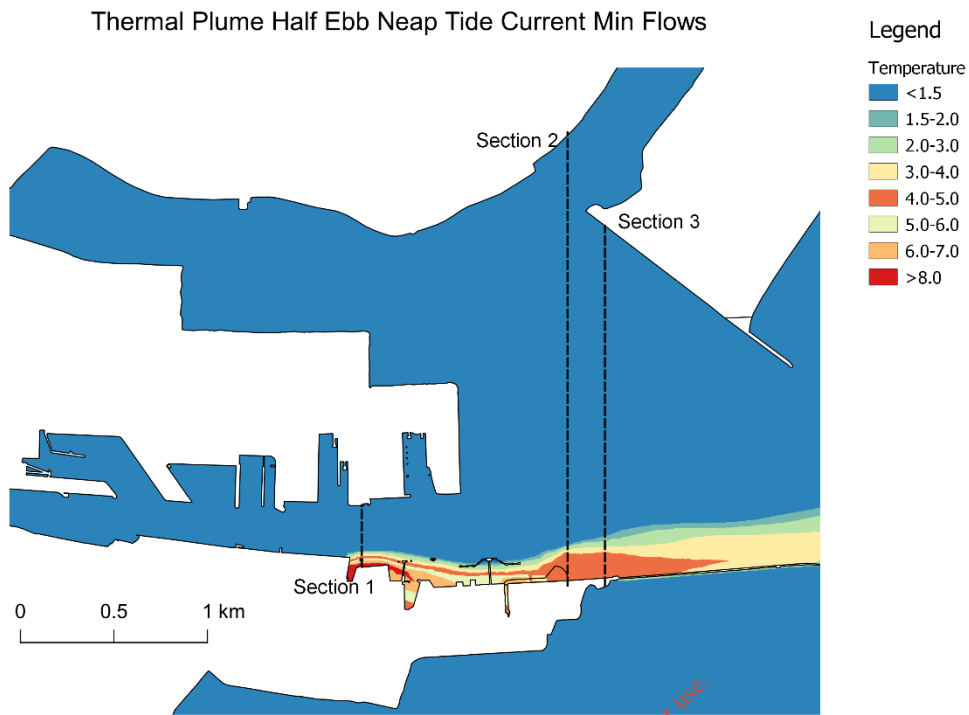 Thermal Plume Half Ebb Neap Tide Current Min Flows
Legend
Temperature
<1.5
1.5-2.0
2.0-3.0
3.0-4.0
4.0-5.0
5.0-6.0
6.0-7.0
>8.0
Section 2
Section 3
Section 1
0 0.5 1 km
use.